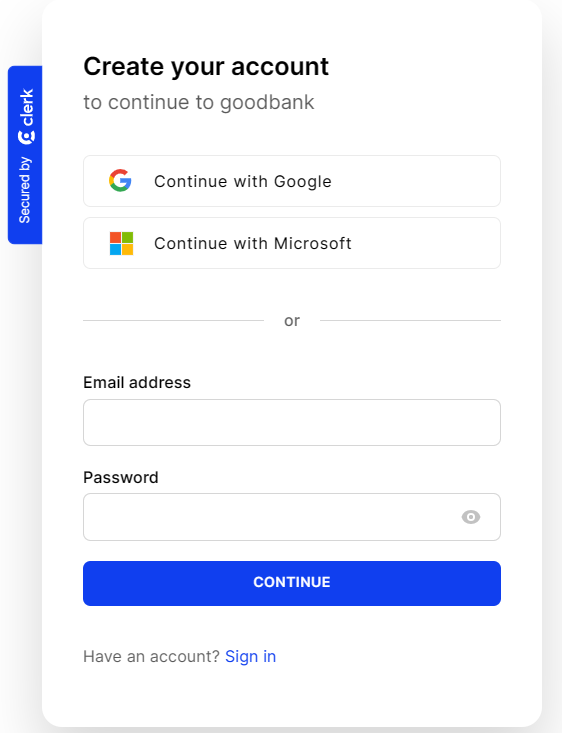 Create your account
to continue to goodbank
Secured by clerk
Continue with Google
Continue with Microsoft
or
Email address
Password
CONTINUE
Have an account? Sign in